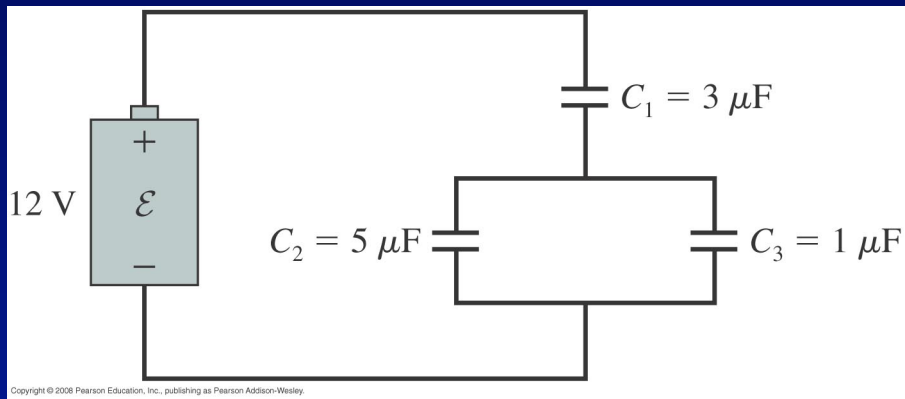 C₁ = 3 μF
+
12 V ℰ
C₂ = 5 μF
C₃ = 1 μF
−
Copyright © 2008 Pearson Education, Inc., publishing as Pearson Addison-Wesley.